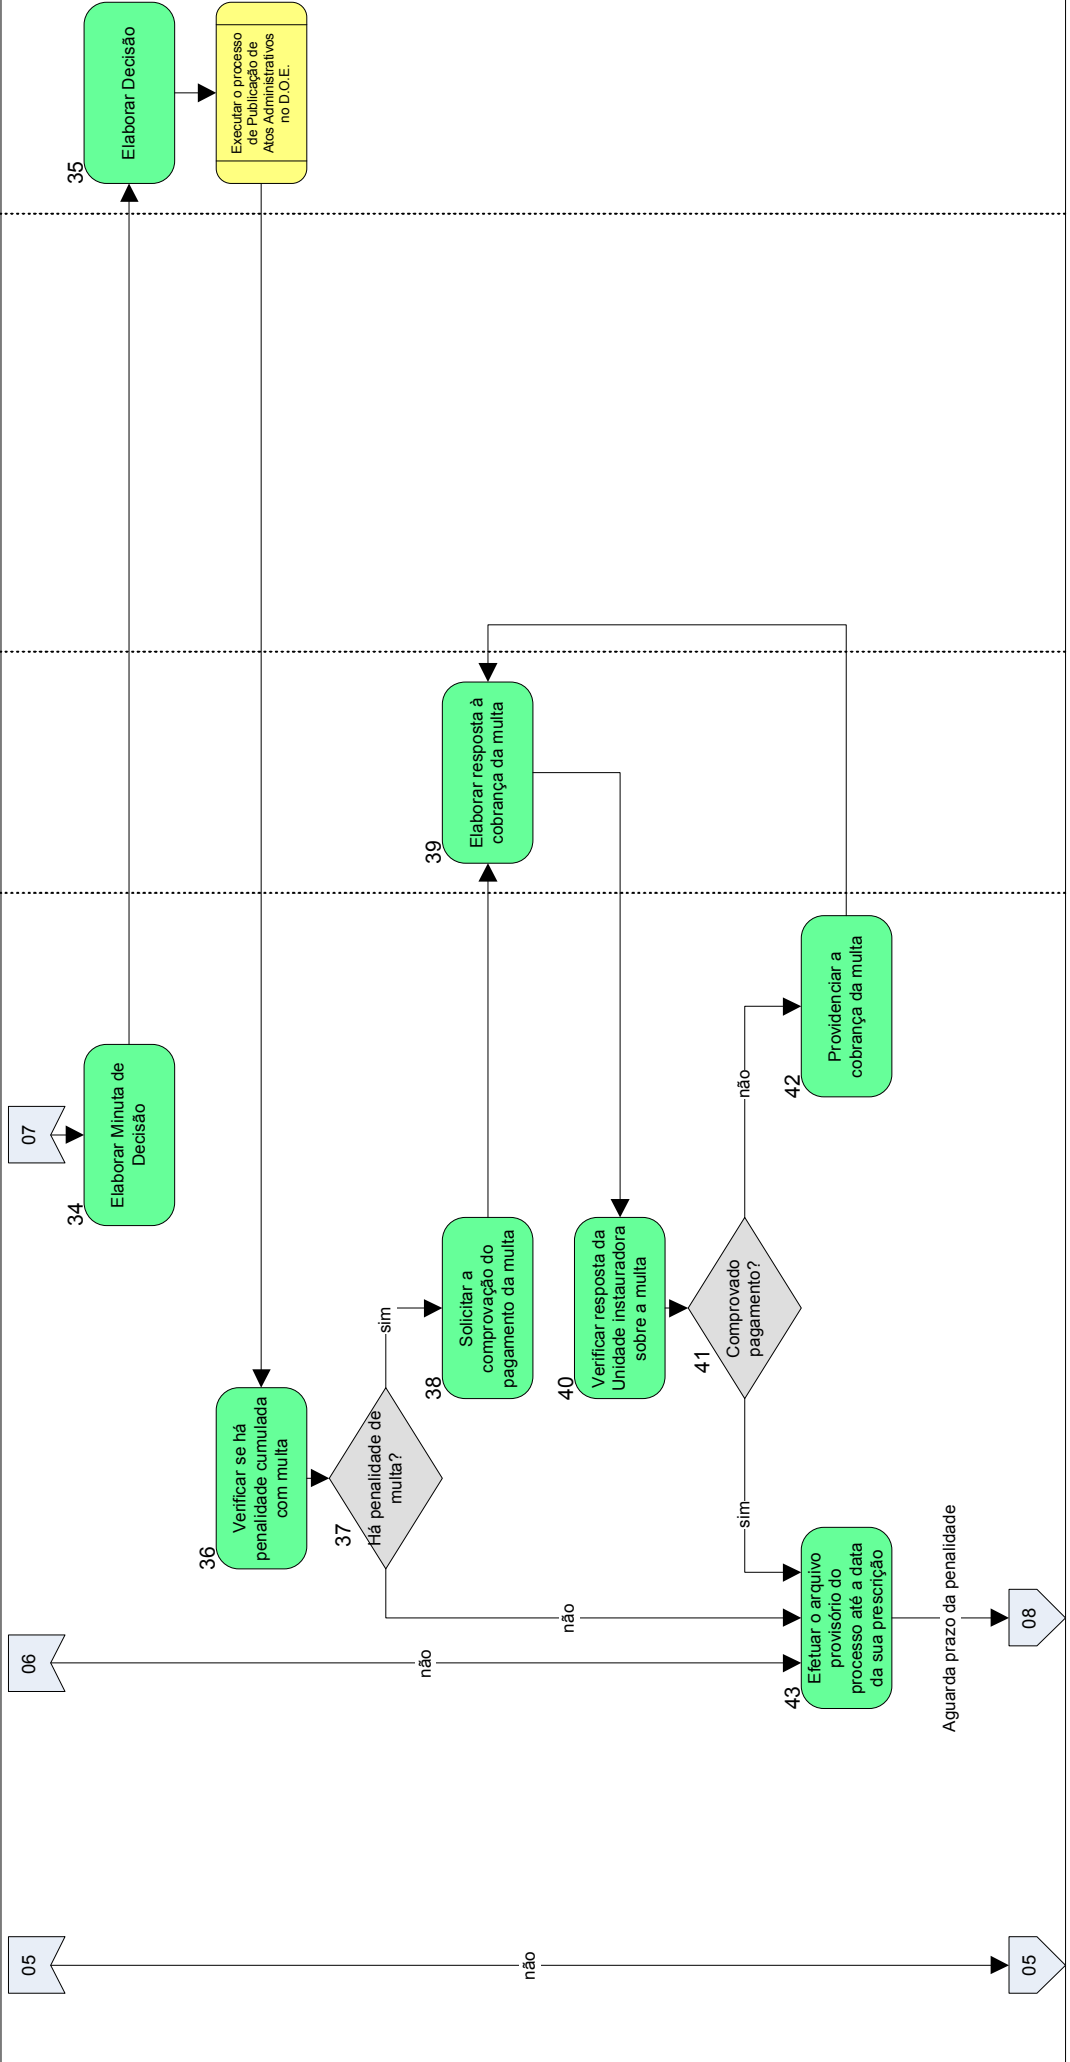 05
06
07
34
Elaborar Minuta de
Decisão
35
Elaborar Decisão
Executar o processo
de Publicação de
Atos Administrativos
no D.O.E.
36
Verificar se há
penalidade cumulada
com multa
37
Há penalidade de
multa?
sim
não
não
não
38
Solicitar a
comprovação do
pagamento da multa
39
Elaborar resposta à
cobrança da multa
40
Verificar resposta da
Unidade instauradora
sobre a multa
41
Comprovado
pagamento?
sim
não
42
Providenciar a
cobrança da multa
43
Efetuar o arquivo
provisório do
processo até a data
da sua prescrição
Aguarda prazo da penalidade
05
08